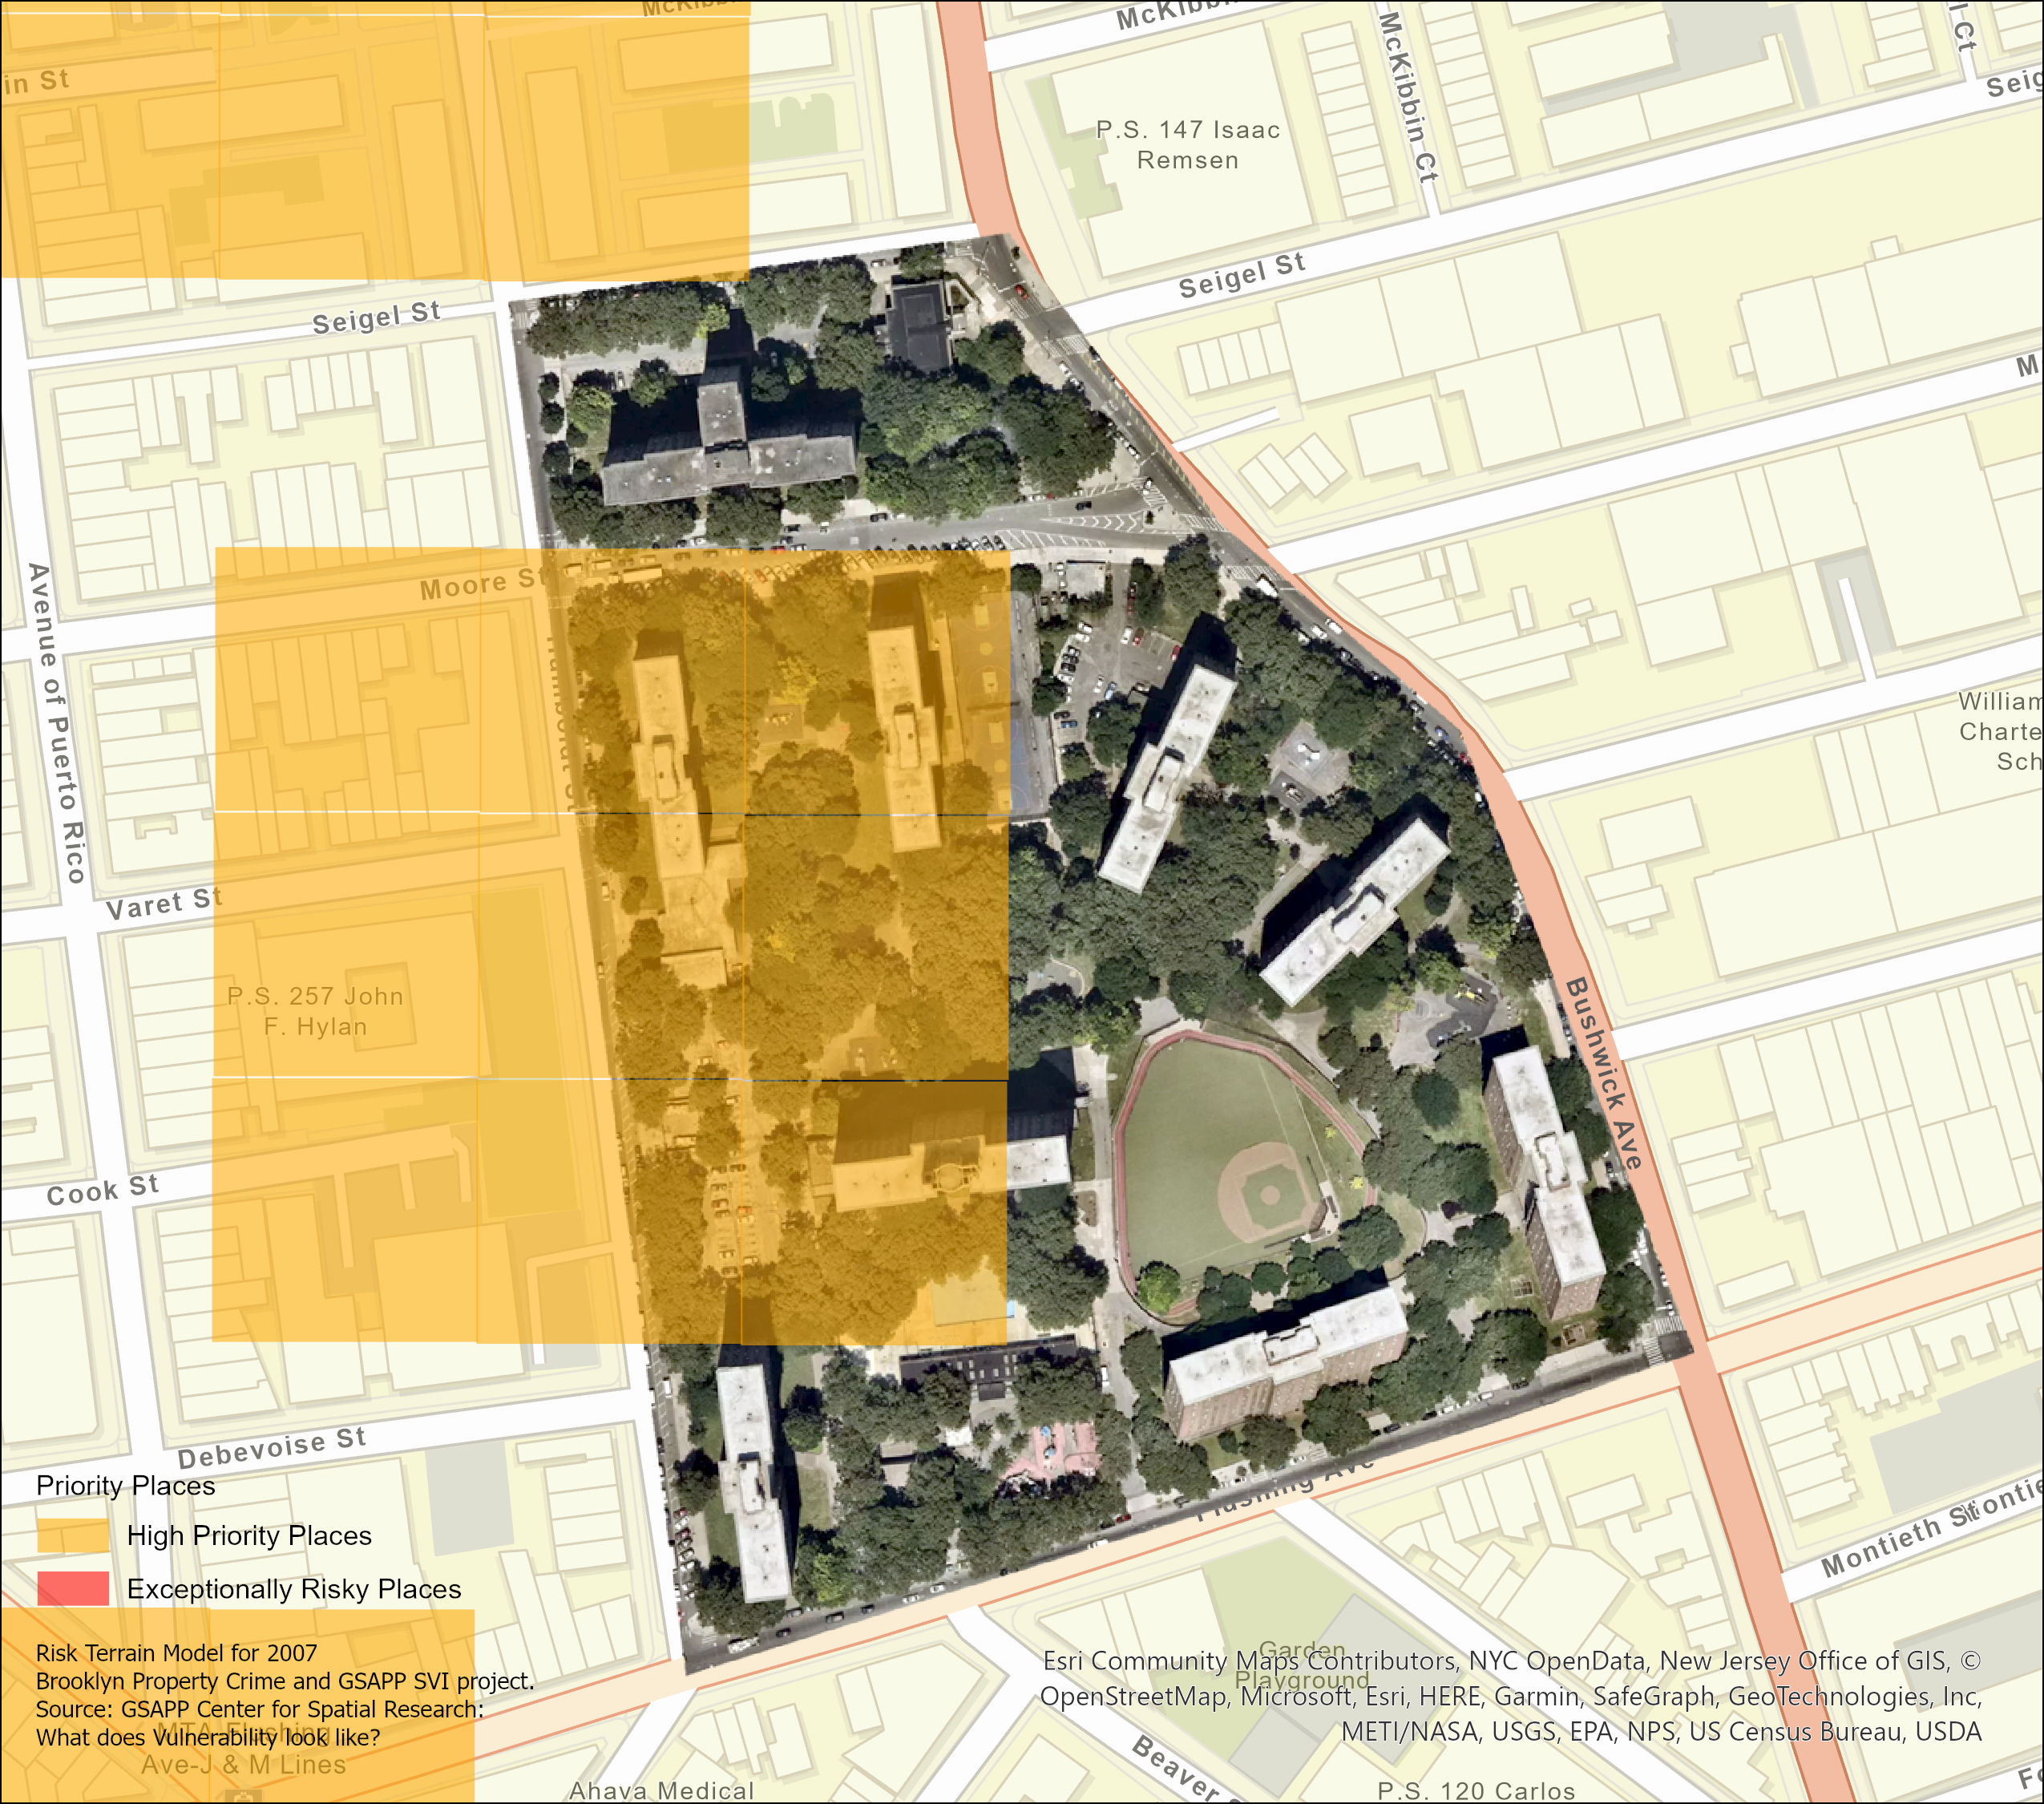 McKibbin
McKibbin
McKibbin Ct
Ct
in St
Seig
P.S. 147 Isaac
Remsen
Seigel St
Seigel St
Moore St
Humboldt St
Avenue of Puerto Rico
William
Charte
Sch
Varet St
P.S. 257 John
F. Hylan
Bushwick Ave
Cook St
Debevoise St
Flushing Ave
Priority Places
High Priority Places
Exceptionally Risky Places
Montieth St
Montie
Risk Terrain Model for 2007
Brooklyn Property Crime and GSAPP SVI project.
Source: GSAPP Center for Spatial Research:
What does Vulnerability look like?
MTA Flushing
Ave-J & M Lines
Garden
Playground
Esri Community Maps Contributors, NYC OpenData, New Jersey Office of GIS, ©
OpenStreetMap, Microsoft, Esri, HERE, Garmin, SafeGraph, GeoTechnologies, Inc,
METI/NASA, USGS, EPA, NPS, US Census Bureau, USDA
Ahava Medical
Beaver
P.S. 120 Carlos